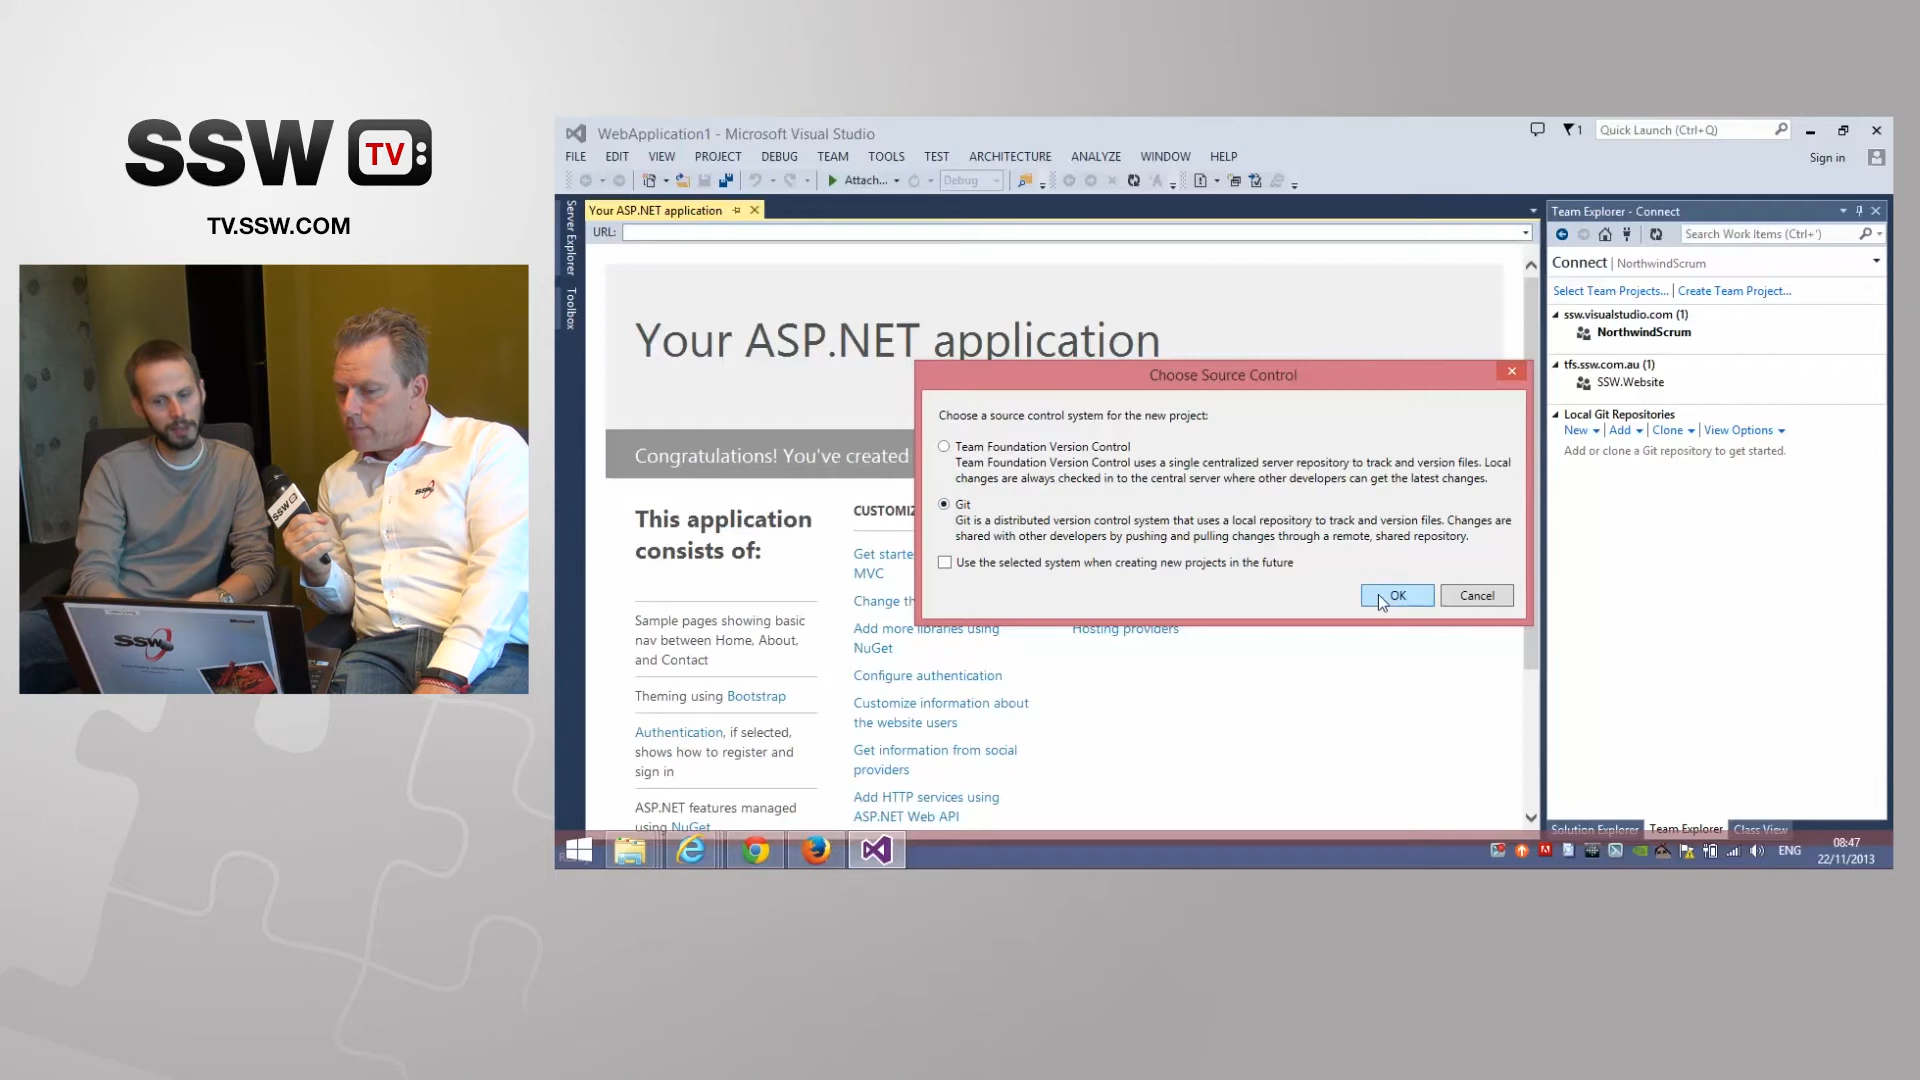 SSW TV:
TV.SSW.COM
SSW
SSW
SSW
Microsoft
WebApplication1 - Microsoft Visual Studio
1
Quick Launch (Ctrl+Q)
FILE EDIT VIEW PROJECT DEBUG TEAM TOOLS TEST ARCHITECTURE ANALYZE WINDOW HELP
Sign in
Attach...
Debug
Server Explorer
Toolbox
Your ASP.NET application
URL:
Your ASP.NET application
Congratulations! You've created
This application
consists of:
Sample pages showing basic
nav between Home, About,
and Contact
Theming using Bootstrap
Authentication, if selected,
shows how to register and
sign in
ASP.NET features managed
using NuGet
CUSTOMIZ
Get starte
MVC
Change th
Add more libraries using
NuGet
Configure authentication
Customize information about
the website users
Get information from social
providers
Add HTTP services using
ASP.NET Web API
Hosting providers
Choose Source Control
Choose a source control system for the new project:
Team Foundation Version Control
Team Foundation Version Control uses a single centralized server repository to track and version files. Local
changes are always checked in to the central server where other developers can get the latest changes.
Git
Git is a distributed version control system that uses a local repository to track and version files. Changes are
shared with other developers by pushing and pulling changes through a remote, shared repository.
Use the selected system when creating new projects in the future
OK
Cancel
Team Explorer - Connect
Search Work Items (Ctrl+')
Connect | NorthwindScrum
Select Team Projects... | Create Team Project...
ssw.visualstudio.com (1)
NorthwindScrum
tfs.ssw.com.au (1)
SSW.Website
Local Git Repositories
New | Add | Clone | View Options
Add or clone a Git repository to get started.
Solution Explorer Team Explorer Class View
ENG
08:47
22/11/2013